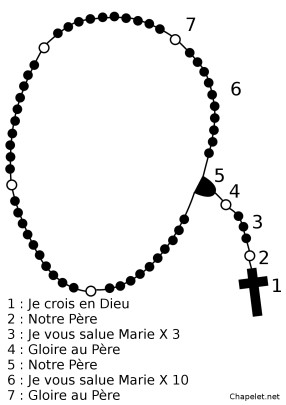 7
6
5
4
3
2
1
1 : Je crois en Dieu
2 : Notre Père
3 : Je vous salue Marie X 3
4 : Gloire au Père
5 : Notre Père
6 : Je vous salue Marie X 10
7 : Gloire au Père
Chapelet.net